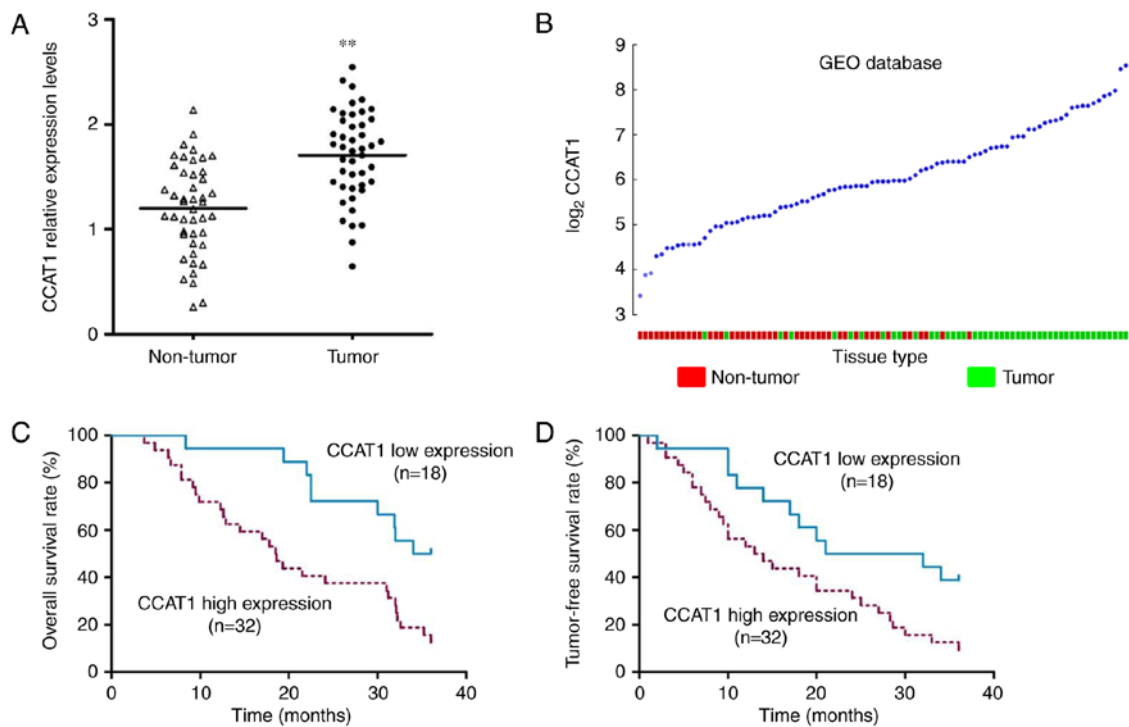 A
CCAT1 relative expression levels
3
2
1
0
**
Non-tumor
Tumor
B
GEO database
log2 CCAT1
9
8
7
6
5
4
3
Tissue type
Non-tumor
Tumor
C
Overall survival rate (%)
100
80
60
40
20
0
CCAT1 low expression
(n=18)
CCAT1 high expression
(n=32)
0 10 20 30 40
Time (months)
D
Tumor-free survival rate (%)
100
80
60
40
20
0
CCAT1 low expression
(n=18)
CCAT1 high expression
(n=32)
0 10 20 30 40
Time (months)